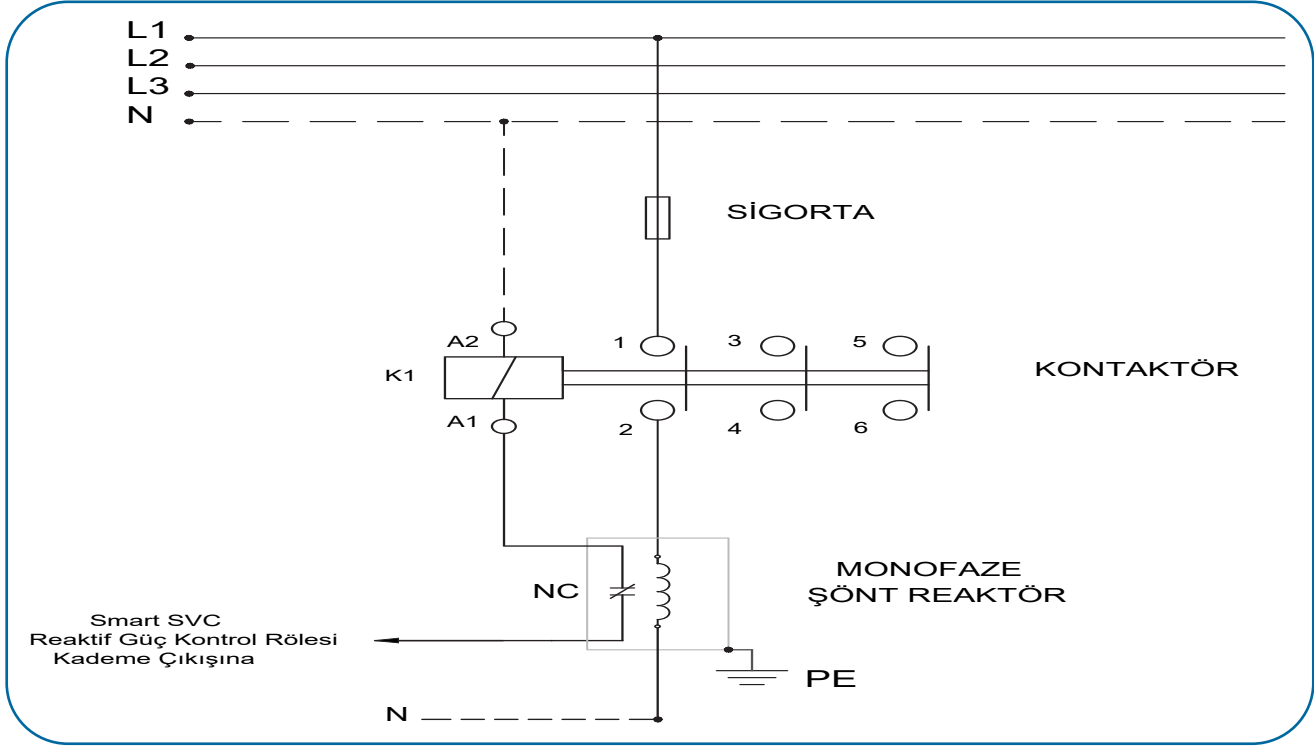 L1
L2
L3
N
SİGORTA
A2
1
3
5
K1
KONTAKTÖR
A1
2
4
6
NC
MONOFAZE
ŞÖNT REAKTÖR
Smart SVC
Reaktif Güç Kontrol Rölesi
Kademe Çıkışına
PE
N